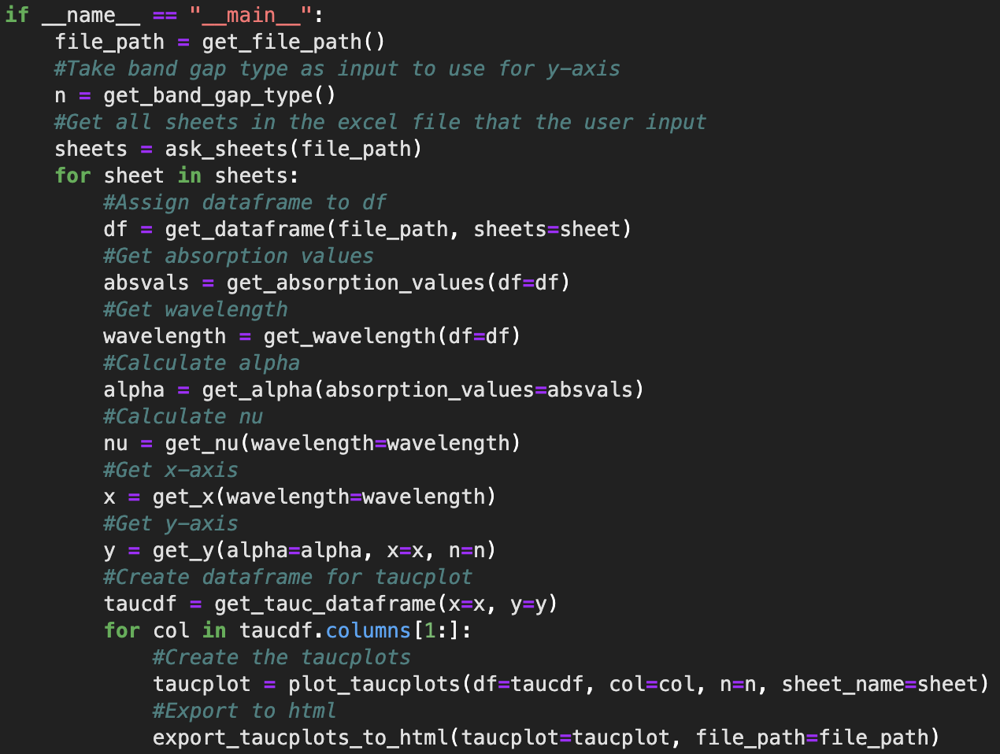 if __name__ == "__main__":
    file_path = get_file_path()
    #Take band gap type as input to use for y-axis
    n = get_band_gap_type()
    #Get all sheets in the excel file that the user input
    sheets = ask_sheets(file_path)
    for sheet in sheets:
        #Assign dataframe to df
        df = get_dataframe(file_path, sheets=sheet)
        #Get absorption values
        absvals = get_absorption_values(df=df)
        #Get wavelength
        wavelength = get_wavelength(df=df)
        #Calculate alpha
        alpha = get_alpha(absorption_values=absvals)
        #Calculate nu
        nu = get_nu(wavelength=wavelength)
        #Get x-axis
        x = get_x(wavelength=wavelength)
        #Get y-axis
        y = get_y(alpha=alpha, x=x, n=n)
        #Create dataframe for taucplot
        taucdf = get_tauc_dataframe(x=x, y=y)
        for col in taucdf.columns[1:]:
            #Create the taucplots
            taucplot = plot_taucplots(df=taucdf, col=col, n=n, sheet_name=sheet)
            #Export to html
            export_taucplots_to_html(taucplot=taucplot, file_path=file_path)